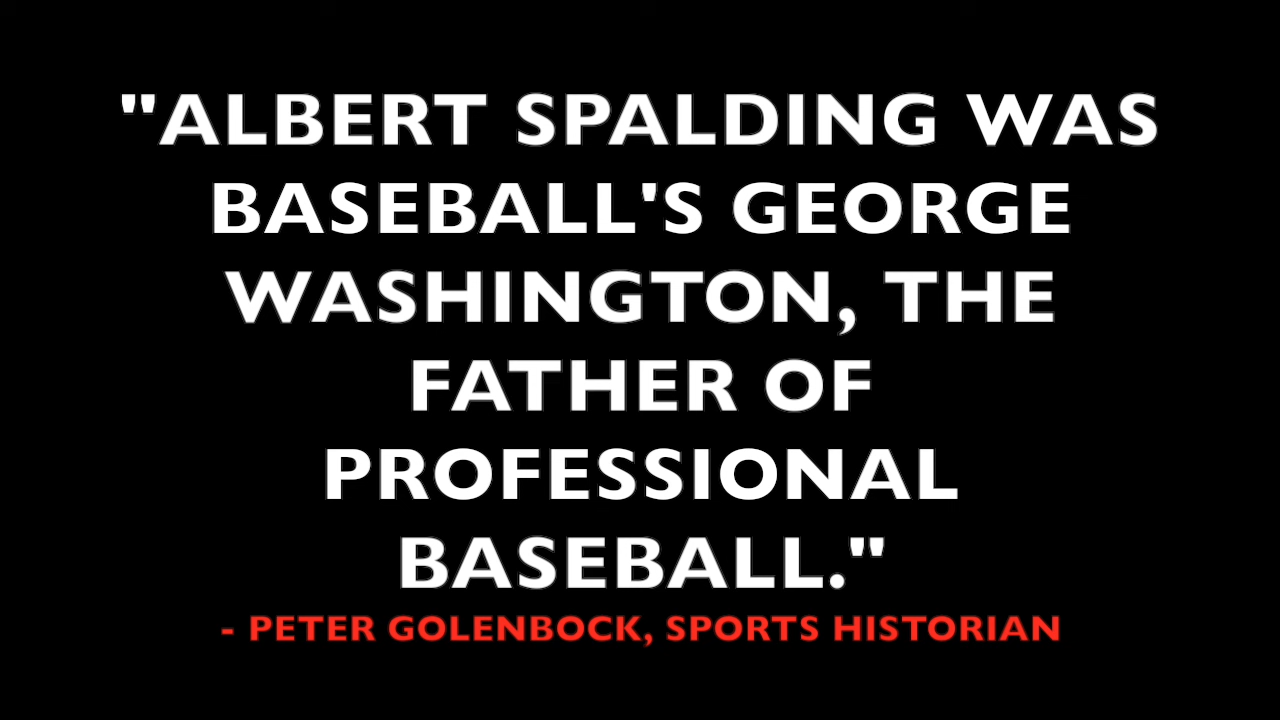 "ALBERT SPALDING WAS
BASEBALL'S GEORGE
WASHINGTON, THE
FATHER OF
PROFESSIONAL
BASEBALL."
- PETER GOLENBOCK, SPORTS HISTORIAN